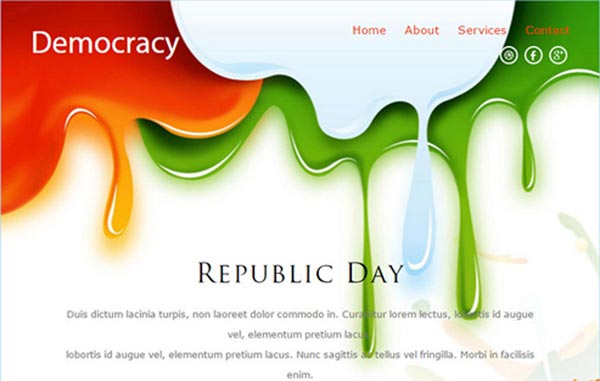 Democracy
Home About Services Contact
REPUBLIC DAY
Duis dictum lacinia turpis, non laoreet dolor commodo in. Curabitur lorem lectus, lobortis id augue
vel, elementum pretium lacus.
lobortis id augue vel, elementum pretium lacus. Nunc sagittis ac tellus vel fringilla. Morbi in facilisis
enim.